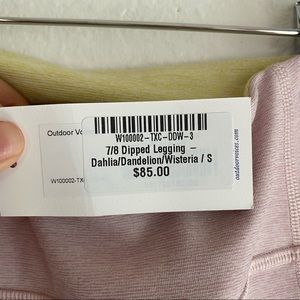 Outdoor Vo
W100002-TXC-DDW-3
7/8 Dipped Legging –
Dahlia/Dandelion/Wisteria / S
$85.00
W100002-TX
outdoorvoices.com